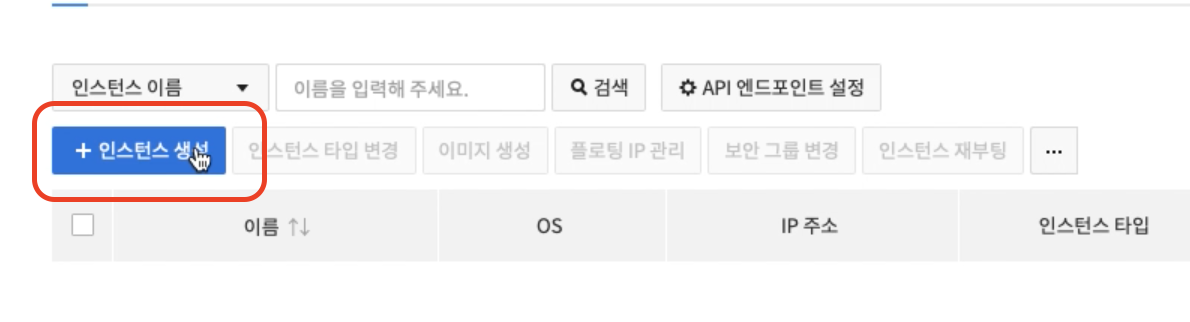 인스턴스 이름 이름을 입력해 주세요. 검색 API 엔드포인트 설정
+ 인스턴스 생성 인스턴스 타입 변경 이미지 생성 플로팅 IP 관리 보안 그룹 변경 인스턴스 재부팅 ...
이름 ↑↓ OS IP 주소 인스턴스 타입